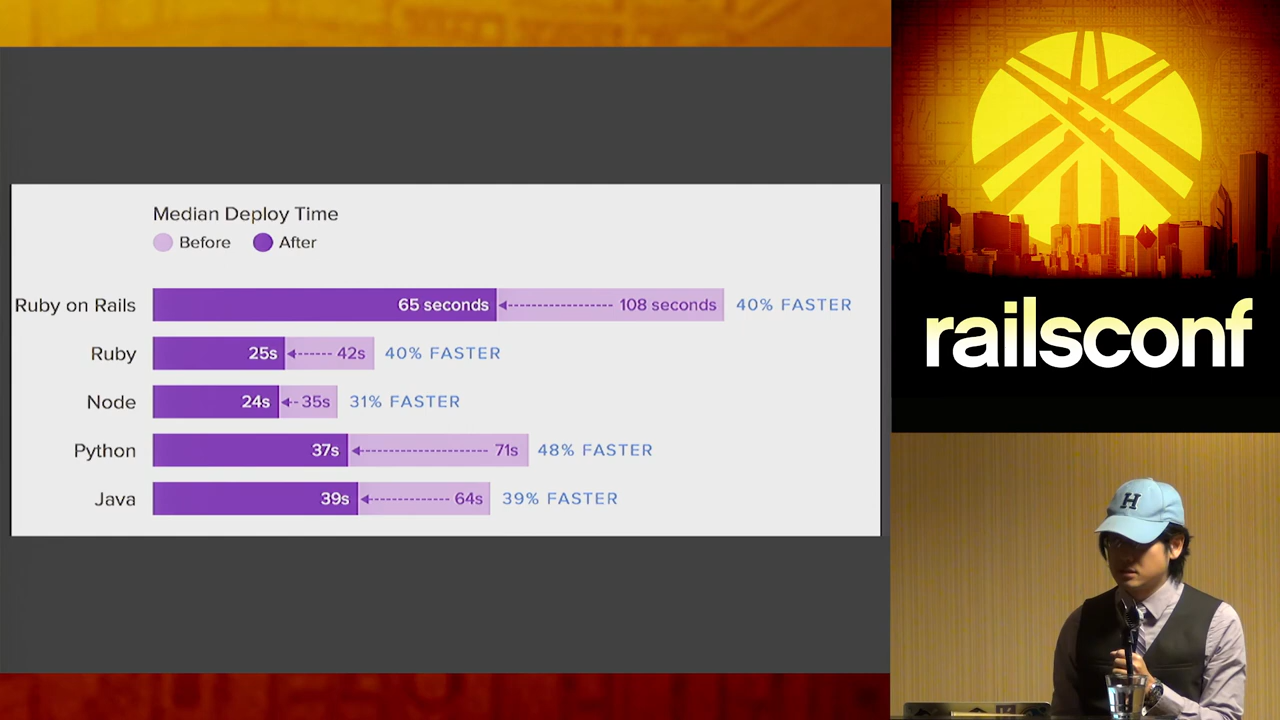 Median Deploy Time
Before After
Ruby on Rails 65 seconds 108 seconds 40% FASTER
Ruby 25s 42s 40% FASTER
Node 24s 35s 31% FASTER
Python 37s 71s 48% FASTER
Java 39s 64s 39% FASTER
railsconf
H